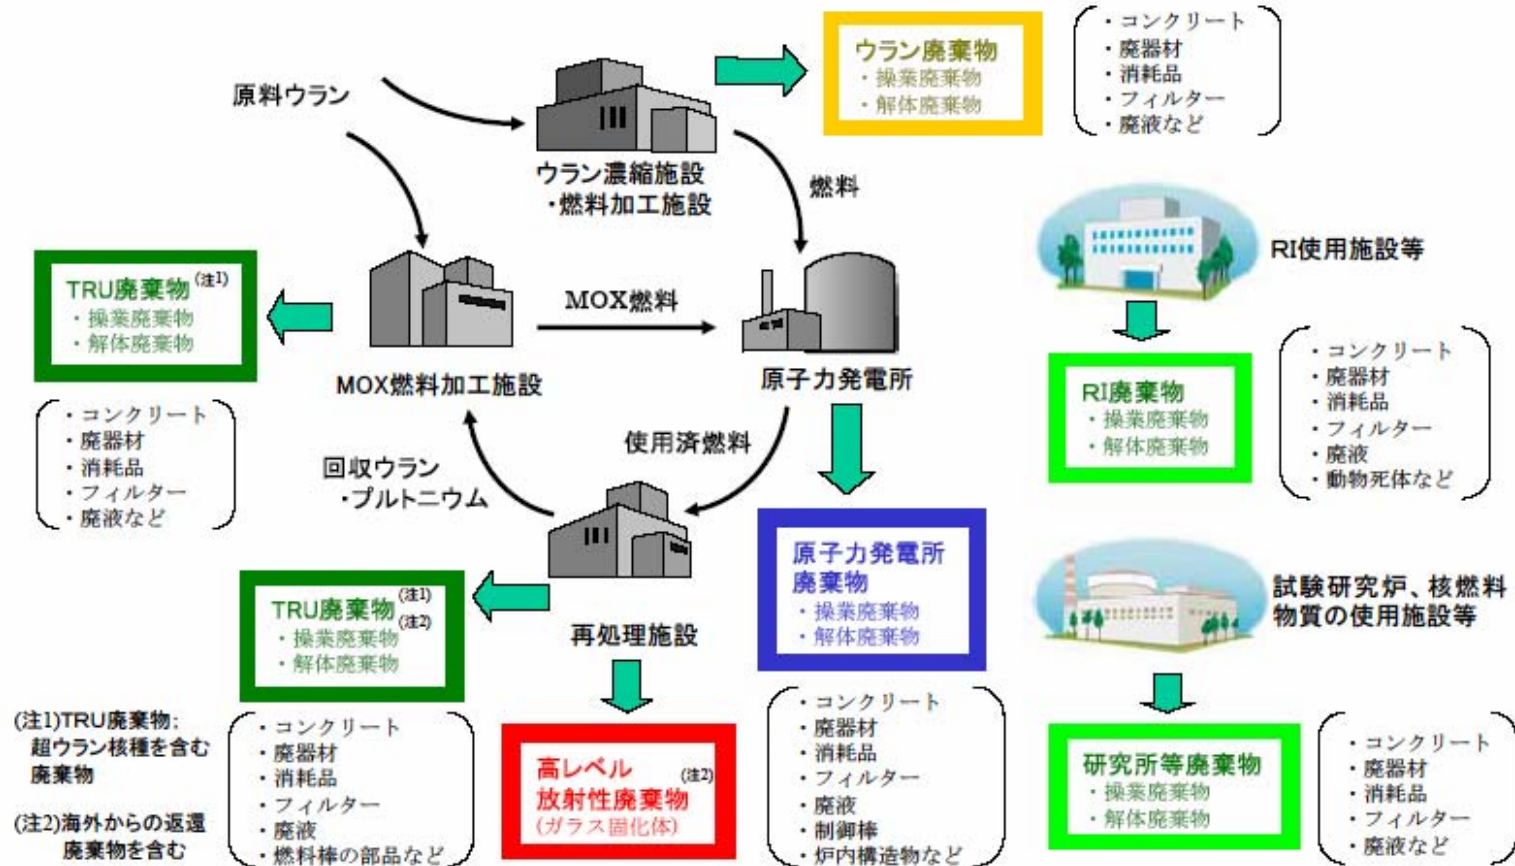 原料ウラン
ウラン濃縮施設
・燃料加工施設
ウラン廃棄物
・操業廃棄物
・解体廃棄物
・コンクリート
・廃器材
・消耗品
・フィルター
・廃液など
燃料
TRU廃棄物(注1)
・操業廃棄物
・解体廃棄物
・コンクリート
・廃器材
・消耗品
・フィルター
・廃液など
MOX燃料加工施設
MOX燃料
原子力発電所
使用済燃料
回収ウラン
・プルトニウム
再処理施設
TRU廃棄物(注1)
(注2)
・操業廃棄物
・解体廃棄物
・コンクリート
・廃器材
・消耗品
・フィルター
・廃液
・燃料棒の部品など
高レベル
放射性廃棄物(注2)
(ガラス固化体)
原子力発電所
廃棄物
・操業廃棄物
・解体廃棄物
・コンクリート
・廃器材
・消耗品
・フィルター
・廃液
・制御棒
・炉内構造物など
RI使用施設等
RI廃棄物
・操業廃棄物
・解体廃棄物
・コンクリート
・廃器材
・消耗品
・フィルター
・廃液
・動物死体など
試験研究炉、核燃料
物質の使用施設等
研究所等廃棄物
・操業廃棄物
・解体廃棄物
・コンクリート
・廃器材
・消耗品
・フィルター
・廃液など
(注1)TRU廃棄物:
超ウラン核種を含む
廃棄物
(注2)海外からの返還
廃棄物を含む